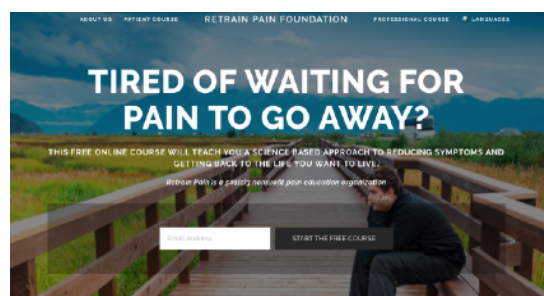 ABOUT US PATIENT COURSE RETRAIN PAIN FOUNDATION PROFESSIONAL COURSE LANGUAGES
TIRED OF WAITING FOR
PAIN TO GO AWAY?
THIS FREE ONLINE COURSE WILL TEACH YOU A SCIENCE BASED APPROACH TO REDUCING SYMPTOMS AND
GETTING BACK TO THE LIFE YOU WANT TO LIVE.
Retrain Pain is a 501(c)3 nonprofit pain education organization
Email Address START THE FREE COURSE